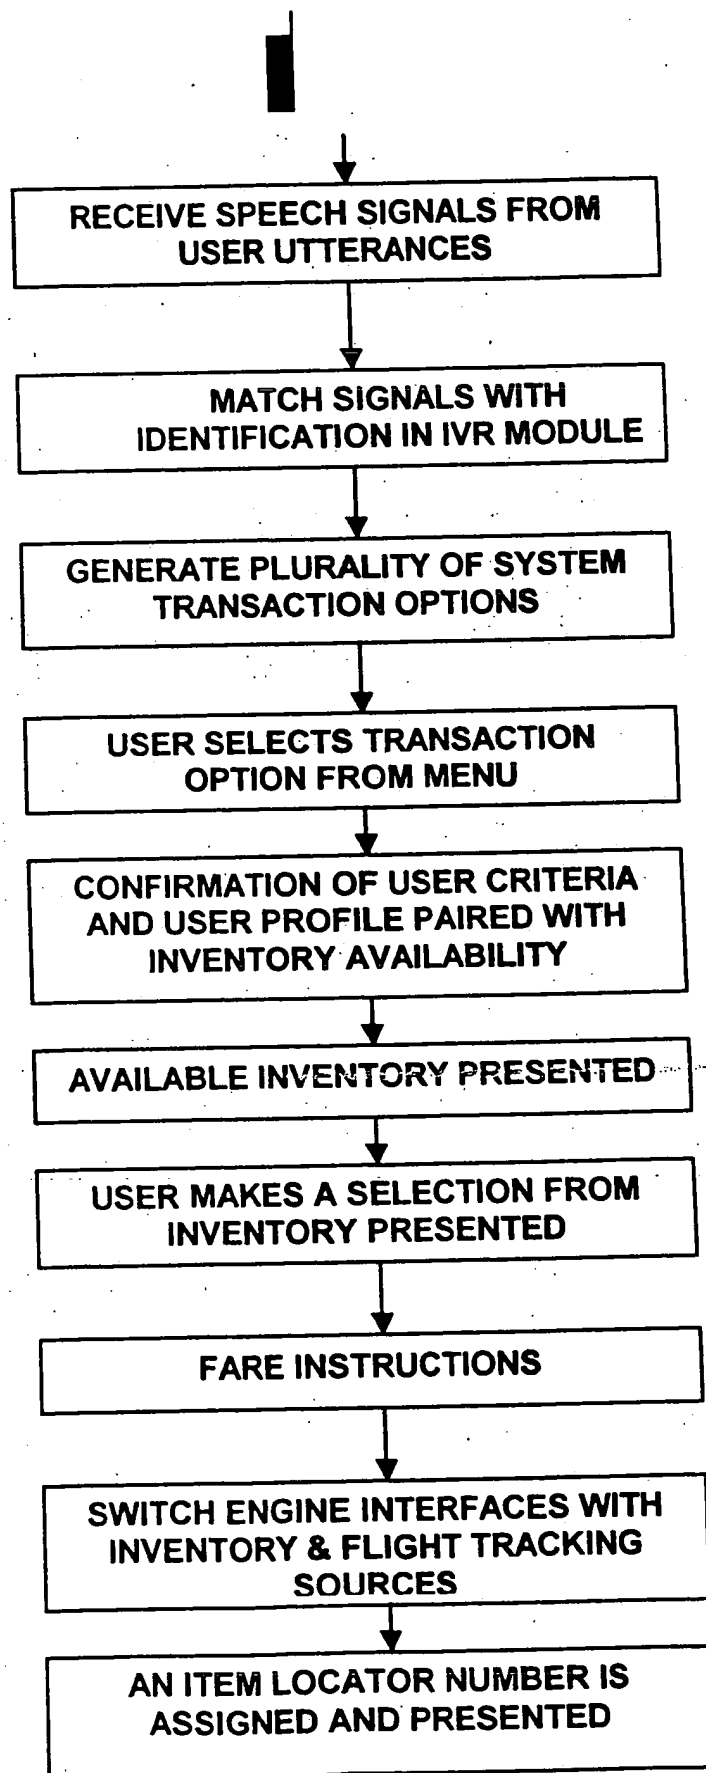 RECEIVE SPEECH SIGNALS FROM
USER UTTERANCES
MATCH SIGNALS WITH
IDENTIFICATION IN IVR MODULE
GENERATE PLURALITY OF SYSTEM
TRANSACTION OPTIONS
USER SELECTS TRANSACTION
OPTION FROM MENU
CONFIRMATION OF USER CRITERIA
AND USER PROFILE PAIRED WITH
INVENTORY AVAILABILITY
AVAILABLE INVENTORY PRESENTED
USER MAKES A SELECTION FROM
INVENTORY PRESENTED
FARE INSTRUCTIONS
SWITCH ENGINE INTERFACES WITH
INVENTORY & FLIGHT TRACKING
SOURCES
AN ITEM LOCATOR NUMBER IS
ASSIGNED AND PRESENTED